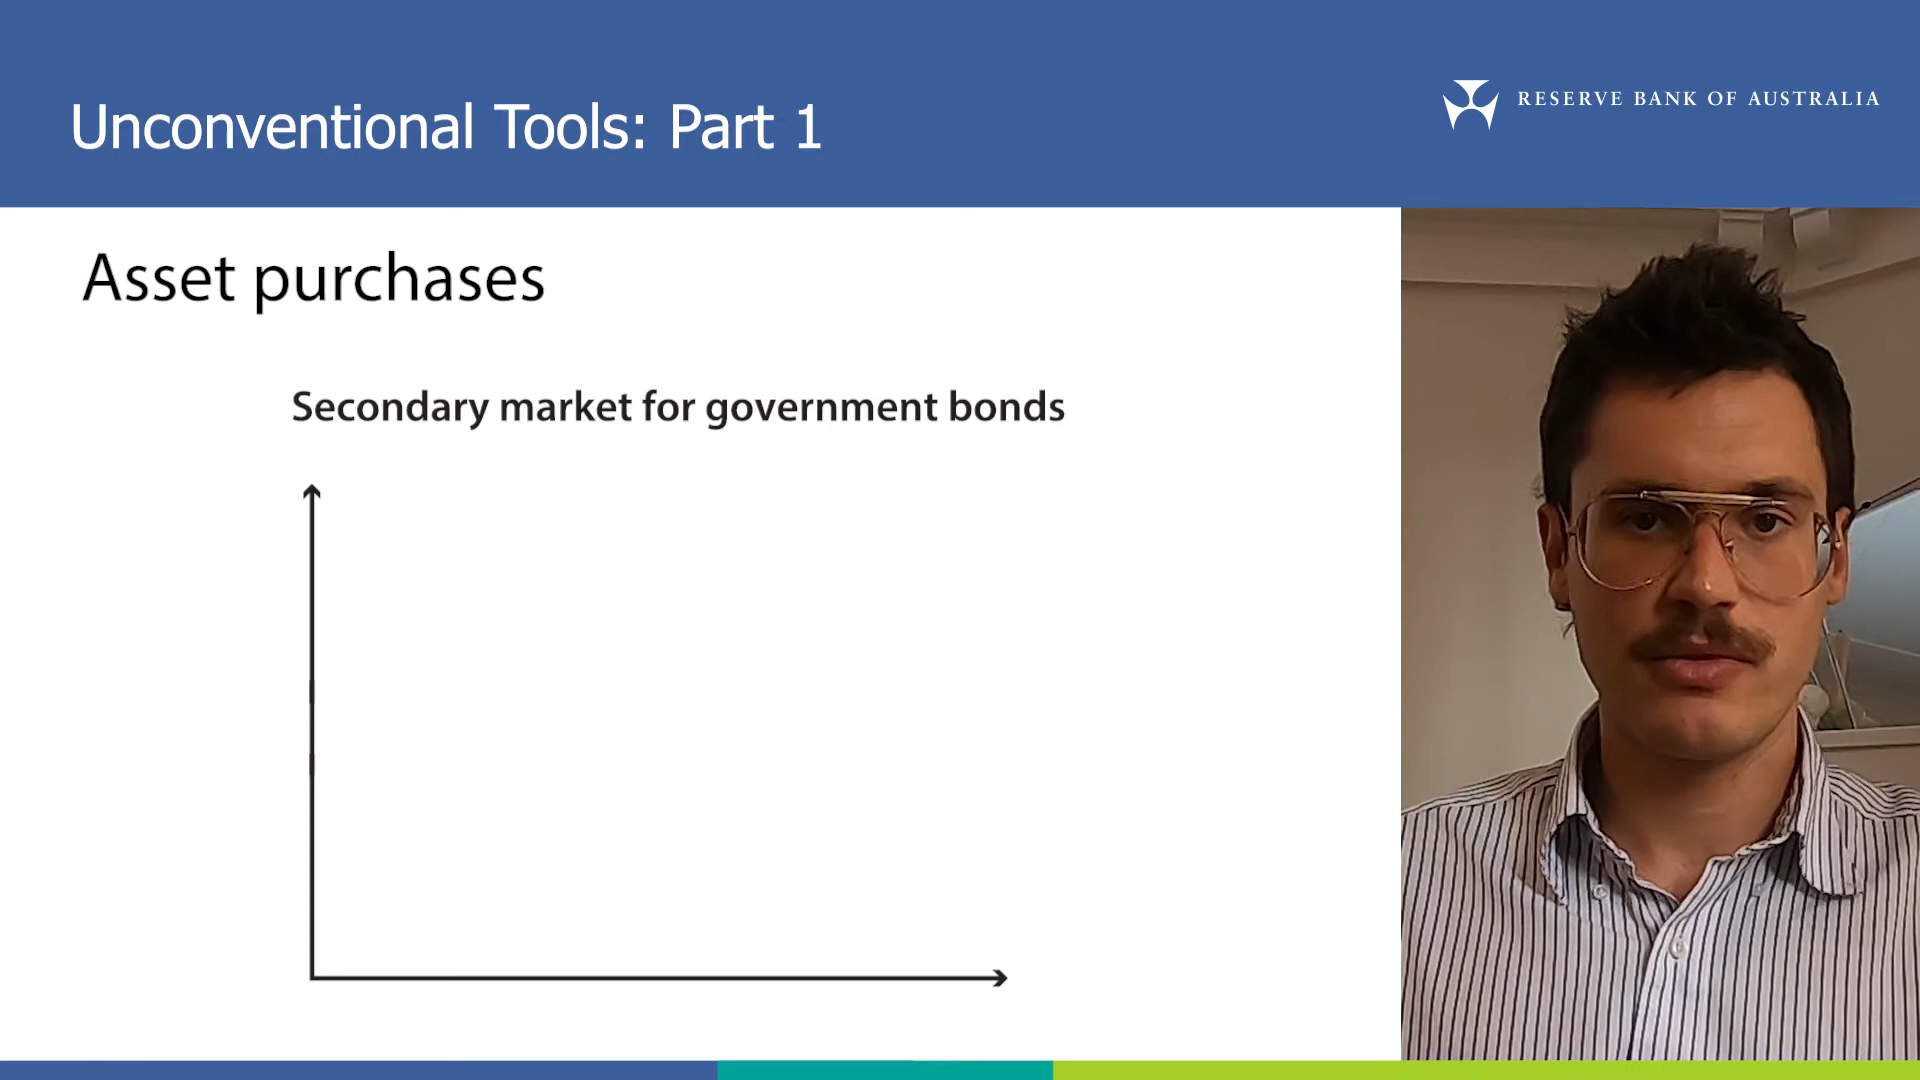 Unconventional Tools: Part 1
RESERVE BANK OF AUSTRALIA
Asset purchases
Secondary market for government bonds